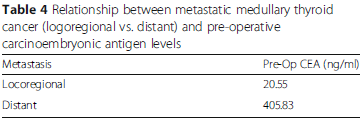 Table 4 Relationship between metastatic medullary thyroid
cancer (logoregional vs. distant) and pre-operative
carcinoembryonic antigen levels
Metastasis Pre-Op CEA (ng/ml)
Locoregional 20.55
Distant 405.83